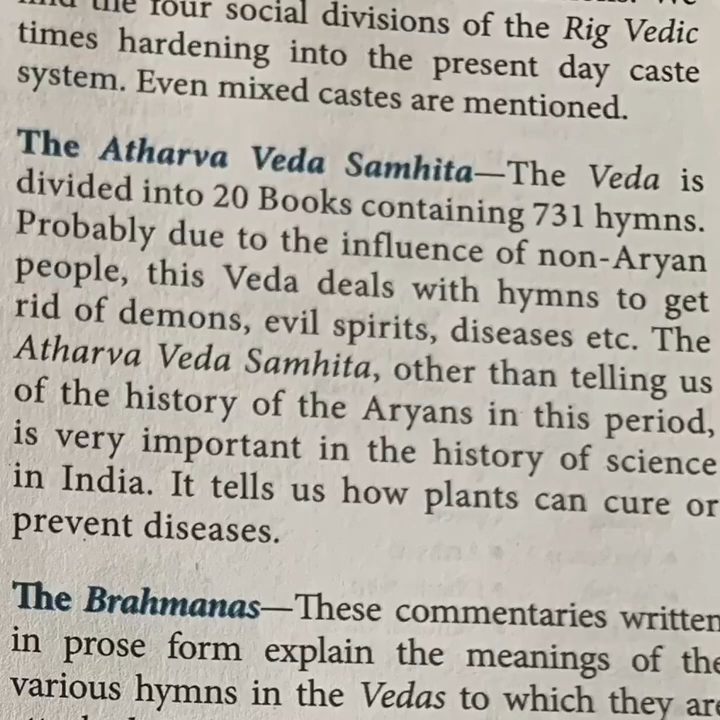 the four social divisions of the Rig Vedic
times hardening into the present day caste
system. Even mixed castes are mentioned.
The Atharva Veda Samhita—The Veda is
divided into 20 Books containing 731 hymns.
Probably due to the influence of non-Aryan
people, this Veda deals with hymns to get
rid of demons, evil spirits, diseases etc. The
Atharva Veda Samhita, other than telling us
of the history of the Aryans in this period,
is very important in the history of science
in India. It tells us how plants can cure or
prevent diseases.
The Brahmanas—These commentaries written
in prose form explain the meanings of the
various hymns in the Vedas to which they are